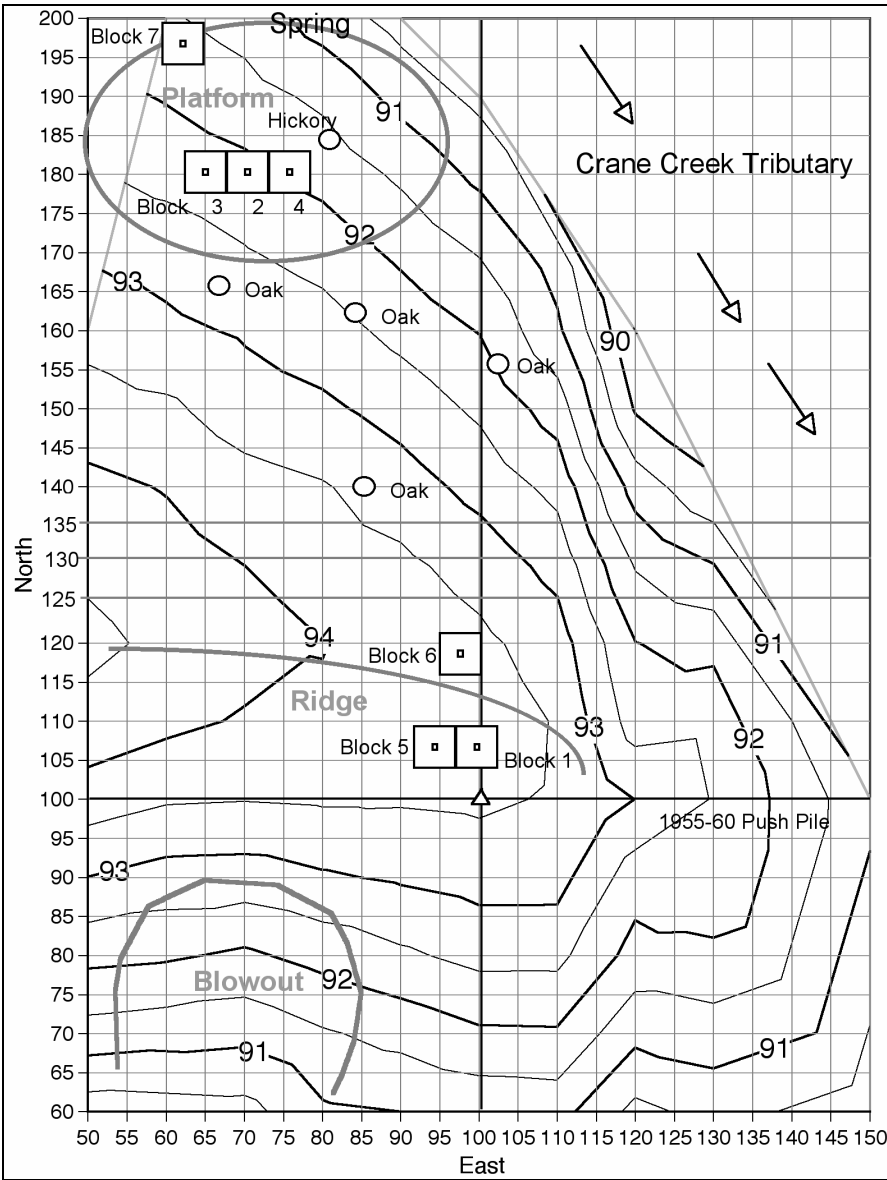 200
Spring
Block 7
195
190
Platform
91
Hickory
185
Crane Creek Tributary
180
Block 3 2 4
175
170
92
93
165
Oak
Oak
160
90
155
Oak
150
145
140
Oak
135
North
130
125
120
94
91
Block 6
115
Ridge
110
93
92
105
Block 5
Block 1
100
1955-60 Push Pile
95
93
90
85
80
Blowout
92
75
70
91
91
65
60
50 55 60 65 70 75 80 85 90 95 100 105 110 115 120 125 130 135 140 145 150
East